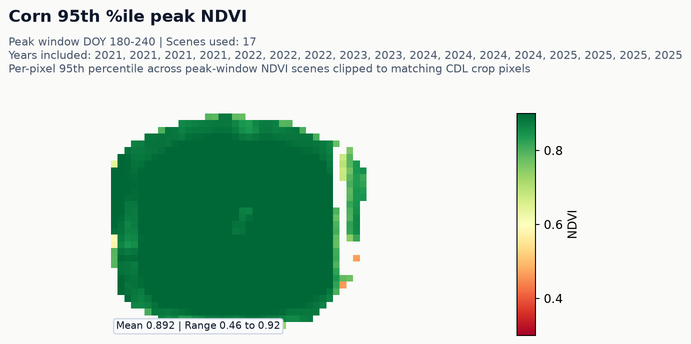 Corn 95th %ile peak NDVI
Peak window DOY 180-240 | Scenes used: 17
Years included: 2021, 2021, 2021, 2021, 2022, 2022, 2022, 2023, 2023, 2024, 2024, 2024, 2024, 2025, 2025, 2025, 2025
Per-pixel 95th percentile across peak-window NDVI scenes clipped to matching CDL crop pixels
0.8
0.6
0.4
NDVI
Mean 0.892 | Range 0.46 to 0.92